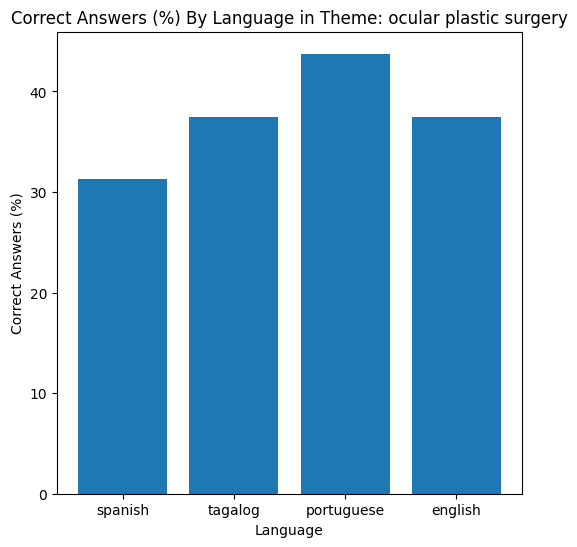 Correct Answers (%) By Language in Theme: ocular plastic surgery
Correct Answers (%)
40
30
20
10
0
spanish tagalog portuguese english
Language